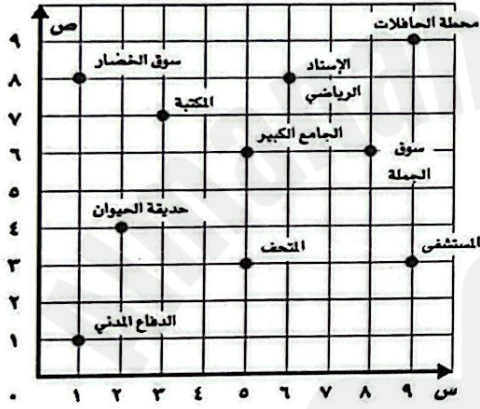 ص
محطة الحافلات
٩
سوق الخضار
الإستاد
٨
الرياضي
المكتبة
٧
الجامع الكبير
سوق
٦
الجملة
٥
حديقة الحيوان
٤
المتحف
المستشفى
٣
٢
الدفاع المدني
١
٠ ١ ٢ ٣ ٤ ٥ ٦ ٧ ٨ ٩ س